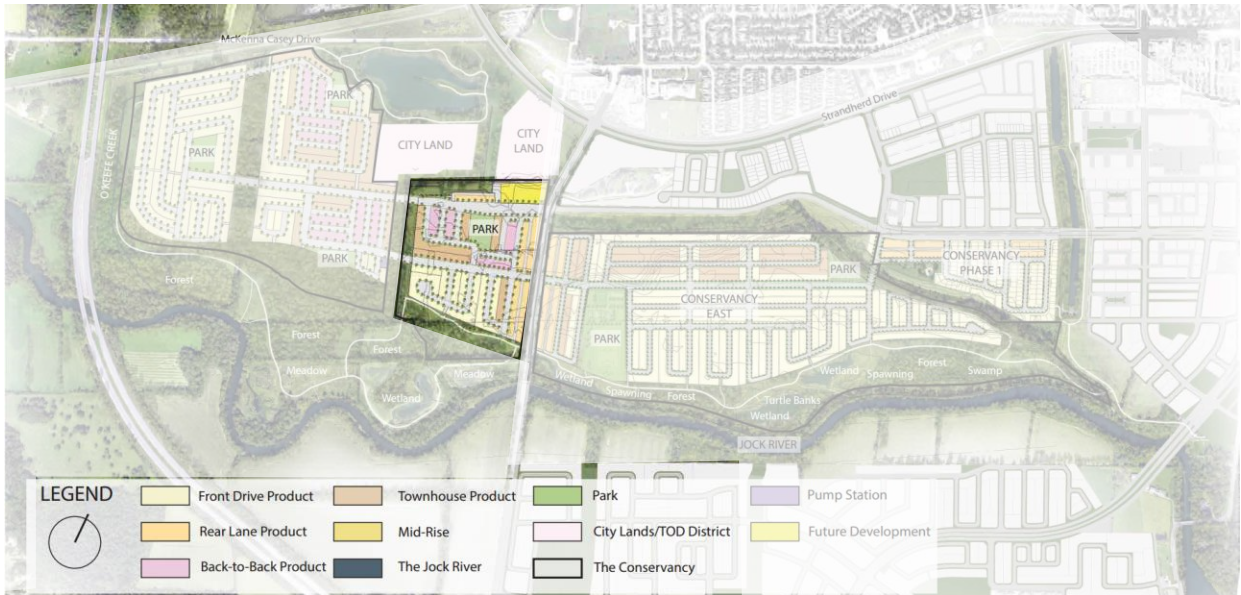 McKenna Casey Drive
Strandherd Drive
PARK
CITY
LAND
CITY LAND
O'KEEFE CREEK
PARK
PARK
PARK
CONSERVANCY
PHASE 1
PARK
CONSERVANCY
EAST
PARK
Forest
Forest
Forest
Meadow
Meadow
Wetland
Wetland
Spawning
Forest
Wetland
Spawning
Forest
Swamp
Turtle Banks
Wetland
JOCK RIVER
LEGEND
Front Drive Product
Rear Lane Product
Back-to-Back Product
Townhouse Product
Mid-Rise
The Jock River
Park
City Lands/TOD District
The Conservancy
Pump Station
Future Development